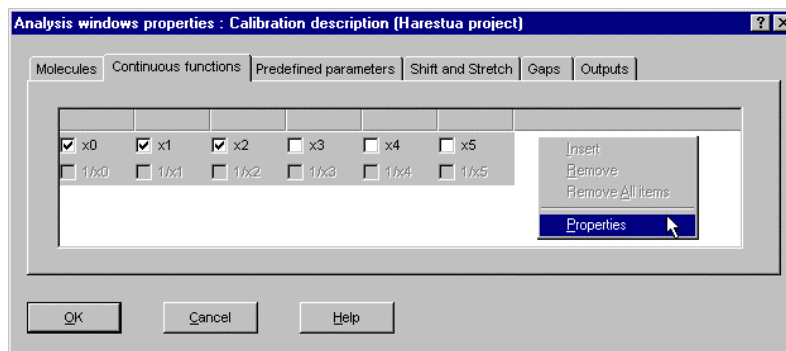 Analysis windows properties : Calibration description (Harestua project)
Molecules Continuous functions Predefined parameters Shift and Stretch Gaps Outputs
x0 x1 x2 x3 x4 x5
1/x0 1/x1 1/x2 1/x3 1/x4 1/x5
Insert
Remove
Remove All items
Properties
OK Cancel Help